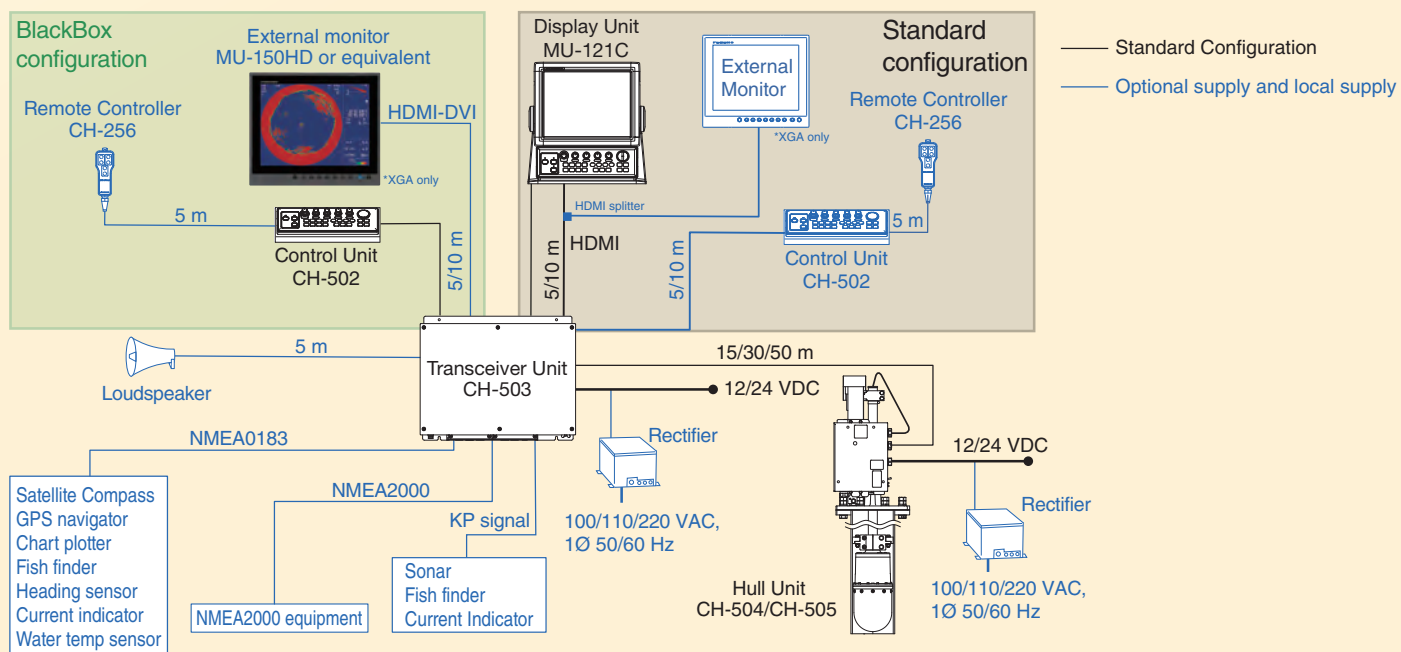 BlackBox
configuration
External monitor
MU-150HD or equivalent
Remote Controller
CH-256
HDMI-DVI
*XGA only
5 m
Control Unit
CH-502
5/10 m
Display Unit
MU-121C
Standard
configuration
External
Monitor
*XGA only
Remote Controller
CH-256
HDMI splitter
HDMI
5/10 m
5/10 m
5 m
Control Unit
CH-502
Standard Configuration
Optional supply and local supply
Loudspeaker
5 m
Transceiver Unit
CH-503
15/30/50 m
12/24 VDC
Rectifier
100/110/220 VAC,
1Ø 50/60 Hz
12/24 VDC
Rectifier
100/110/220 VAC,
1Ø 50/60 Hz
Hull Unit
CH-504/CH-505
NMEA0183
Satellite Compass
GPS navigator
Chart plotter
Fish finder
Heading sensor
Current indicator
Water temp sensor
NMEA2000
NMEA2000 equipment
KP signal
Sonar
Fish finder
Current Indicator